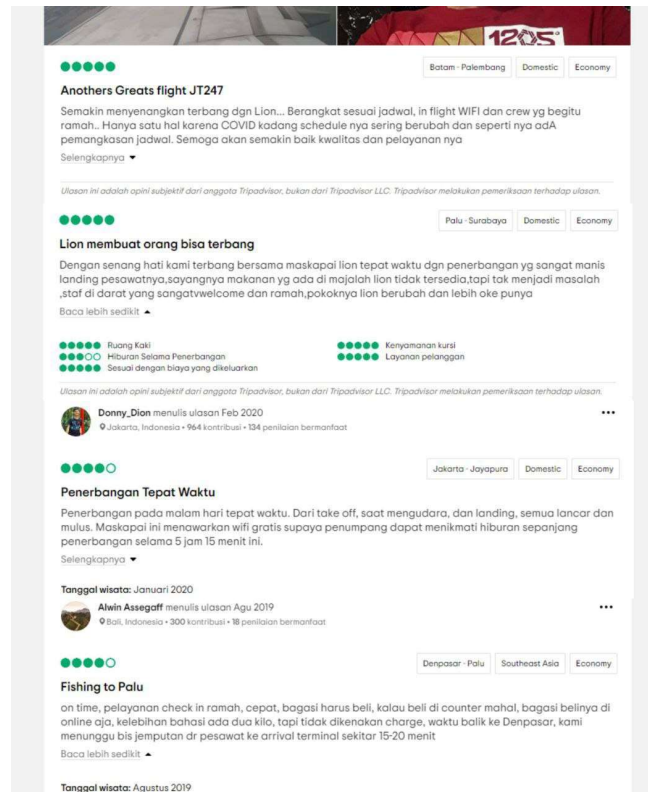 1205
Batam - Palembang Domestic Economy
Anothers Greats flight JT247
Semakin menyenangkan terbang dgn Lion... Berangkat sesuai jadwal, in flight WIFI dan crew yg begitu
ramah.. Hanya satu hal karena COVID kadang schedule nya sering berubah dan seperti nya adA
pemangkasan jadwal. Semoga akan semakin baik kwalitas dan pelayanan nya
Selengkapnya
Ulasan ini adalah opini subjektif dari anggota Tripadvisor, bukan dari Tripadvisor LLC. Tripadvisor melakukan pemeriksaan terhadap ulasan.
Palu - Surabaya Domestic Economy
Lion membuat orang bisa terbang
Dengan senang hati kami terbang bersama maskapai lion tepat waktu dgn penerbangan yg sangat manis
landing pesawatnya,sayangnya makanan yg ada di majalah lion tidak tersedia,tapi tak menjadi masalah
,staf di darat yang sangatvwelcome dan ramah,pokoknya lion berubah dan lebih oke punya
Baca lebih sedikit
Ruang Kaki Kenyamanan kursi
Hiburan Selama Penerbangan Layanan pelanggan
Sesuai dengan biaya yang dikeluarkan
Ulasan ini adalah opini subjektif dari anggota Tripadvisor, bukan dari Tripadvisor LLC. Tripadvisor melakukan pemeriksaan terhadap ulasan.
Donny_Dion menulis ulasan Feb 2020
Jakarta, Indonesia • 964 kontribusi • 134 penilaian bermanfaat
Jakarta - Jayapura Domestic Economy
Penerbangan Tepat Waktu
Penerbangan pada malam hari tepat waktu. Dari take off, saat mengudara, dan landing, semua lancar dan
mulus. Maskapai ini menawarkan wifi gratis supaya penumpang dapat menikmati hiburan sepanjang
penerbangan selama 5 jam 15 menit ini.
Selengkapnya
Tanggal wisata: Januari 2020
Alwin Assegaff menulis ulasan Agu 2019
Bali, Indonesia • 300 kontribusi • 18 penilaian bermanfaat
Denpasar - Palu Southeast Asia Economy
Fishing to Palu
on time, pelayanan check in ramah, cepat, bagasi harus beli, kalau beli di counter mahal, bagasi belinya di
online aja, kelebihan bahasi ada dua kilo, tapi tidak dikenakan charge, waktu balik ke Denpasar, kami
menunggu bis jemputan dr pesawat ke arrival terminal sekitar 15-20 menit
Baca lebih sedikit
Tanggal wisata: Agustus 2019